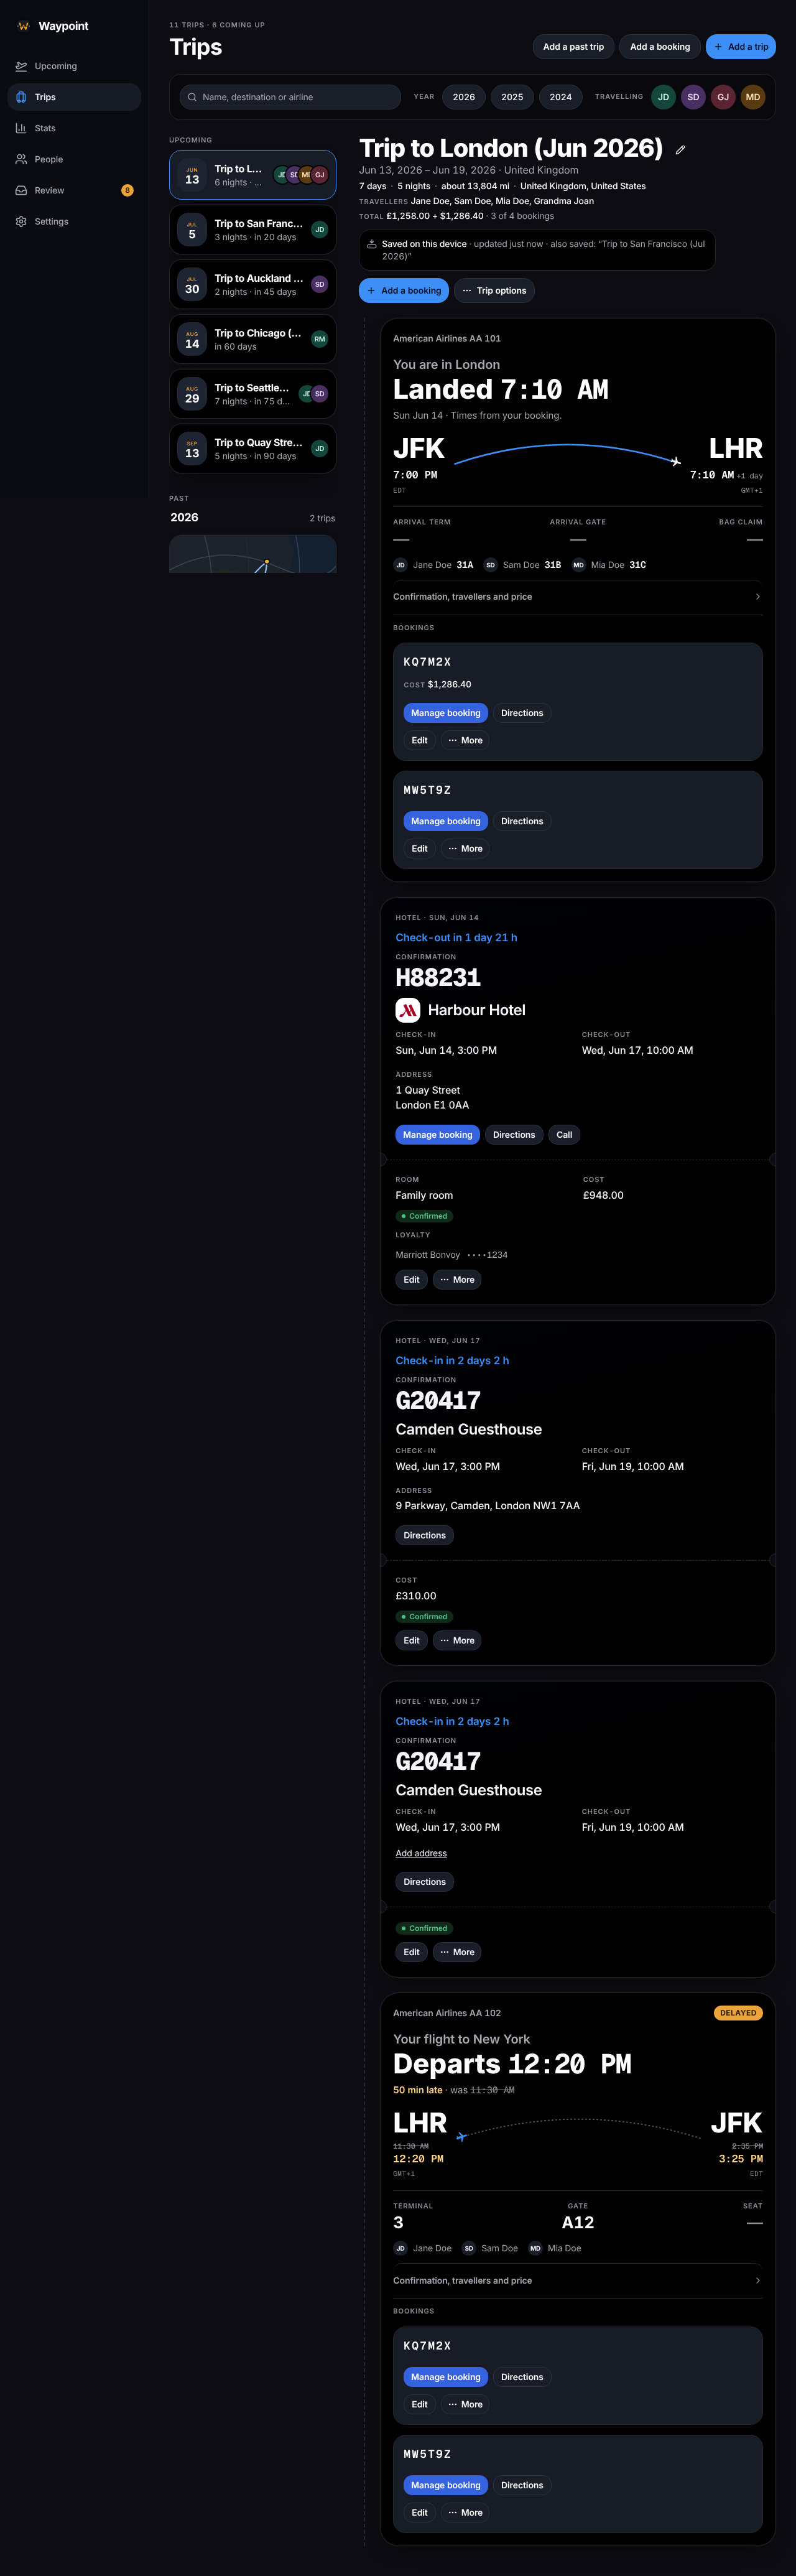 Waypoint
Upcoming
Trips
Stats
People
Review 8
Settings
11 TRIPS · 6 COMING UP
Trips
Add a past trip
Add a booking
Add a trip
Name, destination or airline
YEAR 2026 2025 2024
TRAVELLING JD SD GJ MD
UPCOMING
JUN 13
Trip to L...
6 nights · ...
MD GJ
JUL 5
Trip to San Franc...
3 nights · in 20 days
JD
JUL 30
Trip to Auckland ...
2 nights · in 45 days
SD
AUG 14
Trip to Chicago (...
in 60 days
RM
AUG 29
Trip to Seattle...
7 nights · in 75 d...
SD
SEP 13
Trip to Quay Stre...
5 nights · in 90 days
JD
PAST
2026 2 trips
Trip to London (Jun 2026)
Jun 13, 2026 – Jun 19, 2026 · United Kingdom
7 days · 5 nights · about 13,804 mi · United Kingdom, United States
TRAVELLERS Jane Doe, Sam Doe, Mia Doe, Grandma Joan
TOTAL £1,258.00 + $1,286.40 · 3 of 4 bookings
Saved on this device · updated just now · also saved: “Trip to San Francisco (Jul
2026)”
Add a booking
··· Trip options
American Airlines AA 101
You are in London
Landed 7:10 AM
Sun Jun 14 · Times from your booking.
JFK LHR
7:00 PM 7:10 AM +1 day
EDT GMT+1
ARRIVAL TERM ARRIVAL GATE BAG CLAIM
— — —
JD Jane Doe 31A SD Sam Doe 31B MD Mia Doe 31C
Confirmation, travellers and price
BOOKINGS
KQ7M2X
COST $1,286.40
Manage booking Directions
Edit ··· More
MW5T9Z
Manage booking Directions
Edit ··· More
HOTEL · SUN, JUN 14
Check-out in 1 day 21 h
CONFIRMATION
H88231
Harbour Hotel
CHECK-IN CHECK-OUT
Sun, Jun 14, 3:00 PM Wed, Jun 17, 10:00 AM
ADDRESS
1 Quay Street
London E1 0AA
Manage booking Directions Call
ROOM COST
Family room £948.00
Confirmed
LOYALTY
Marriott Bonvoy ••••1234
Edit ··· More
HOTEL · WED, JUN 17
Check-in in 2 days 2 h
CONFIRMATION
G20417
Camden Guesthouse
CHECK-IN CHECK-OUT
Wed, Jun 17, 3:00 PM Fri, Jun 19, 10:00 AM
ADDRESS
9 Parkway, Camden, London NW1 7AA
Directions
COST
£310.00
Confirmed
Edit ··· More
HOTEL · WED, JUN 17
Check-in in 2 days 2 h
CONFIRMATION
G20417
Camden Guesthouse
CHECK-IN CHECK-OUT
Wed, Jun 17, 3:00 PM Fri, Jun 19, 10:00 AM
Add address
Directions
Confirmed
Edit ··· More
American Airlines AA 102 DELAYED
Your flight to New York
Departs 12:20 PM
50 min late · was 11:30 AM
LHR JFK
11:30 AM 2:35 PM
12:20 PM 3:25 PM
GMT+1 EDT
TERMINAL GATE SEAT
3 A12 —
JD Jane Doe SD Sam Doe MD Mia Doe
Confirmation, travellers and price
BOOKINGS
KQ7M2X
Manage booking Directions
Edit ··· More
MW5T9Z
Manage booking Directions
Edit ··· More